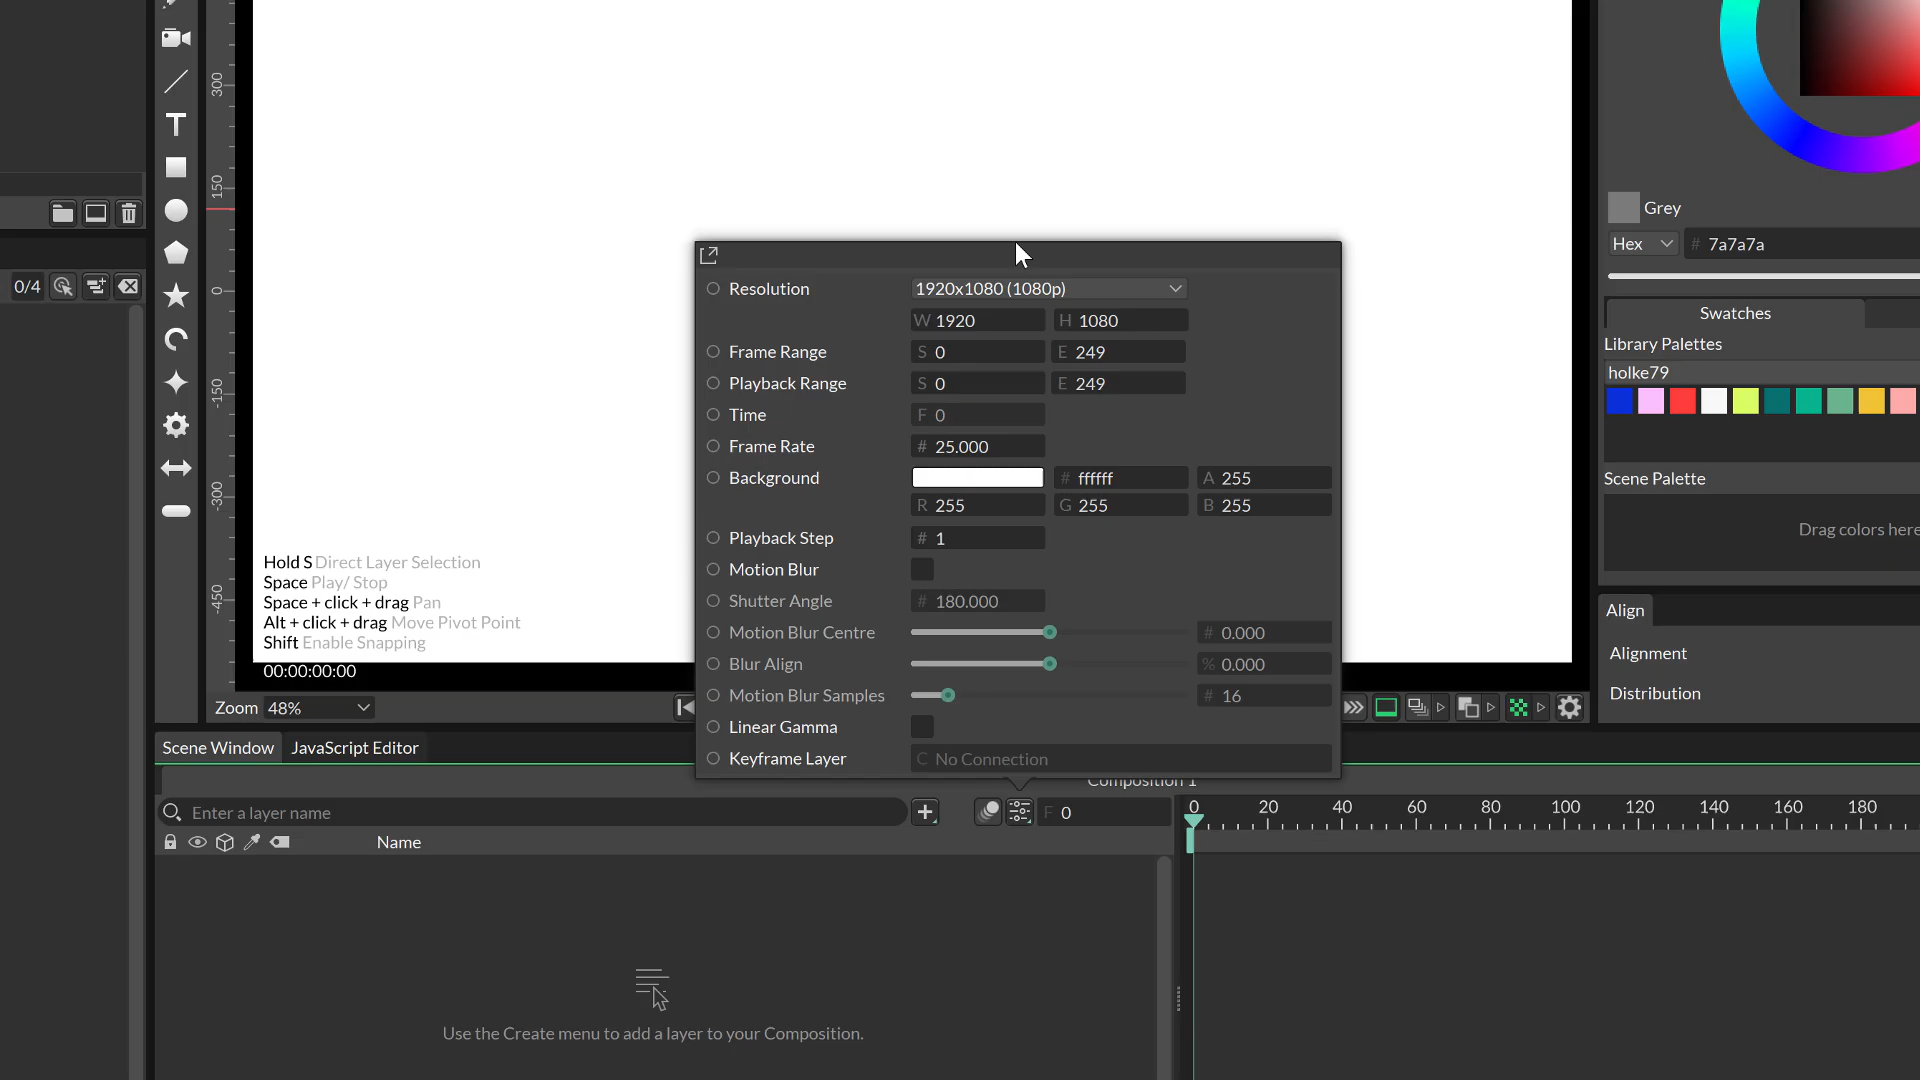 300
150
0
-150
-300
-450
0/4
Hold S Direct Layer Selection
Space Play/ Stop
Space + click + drag Pan
Alt + click + drag Move Pivot Point
Shift Enable Snapping
00:00:00:00
Zoom 48%
Resolution 1920x1080 (1080p)
W 1920 H 1080
Frame Range S 0 E 249
Playback Range S 0 E 249
Time F 0
Frame Rate # 25.000
Background # ffffff A 255
R 255 G 255 B 255
Playback Step # 1
Motion Blur
Shutter Angle # 180.000
Motion Blur Centre # 0.000
Blur Align % 0.000
Motion Blur Samples # 16
Linear Gamma
Keyframe Layer C No Connection
Grey
Hex # 7a7a7a
Swatches
Library Palettes
holke79
Scene Palette
Drag colors here
Align
Alignment
Distribution
Scene Window JavaScript Editor
Composition 1
Enter a layer name F 0
0 20 40 60 80 100 120 140 160 180
Name
Use the Create menu to add a layer to your Composition.